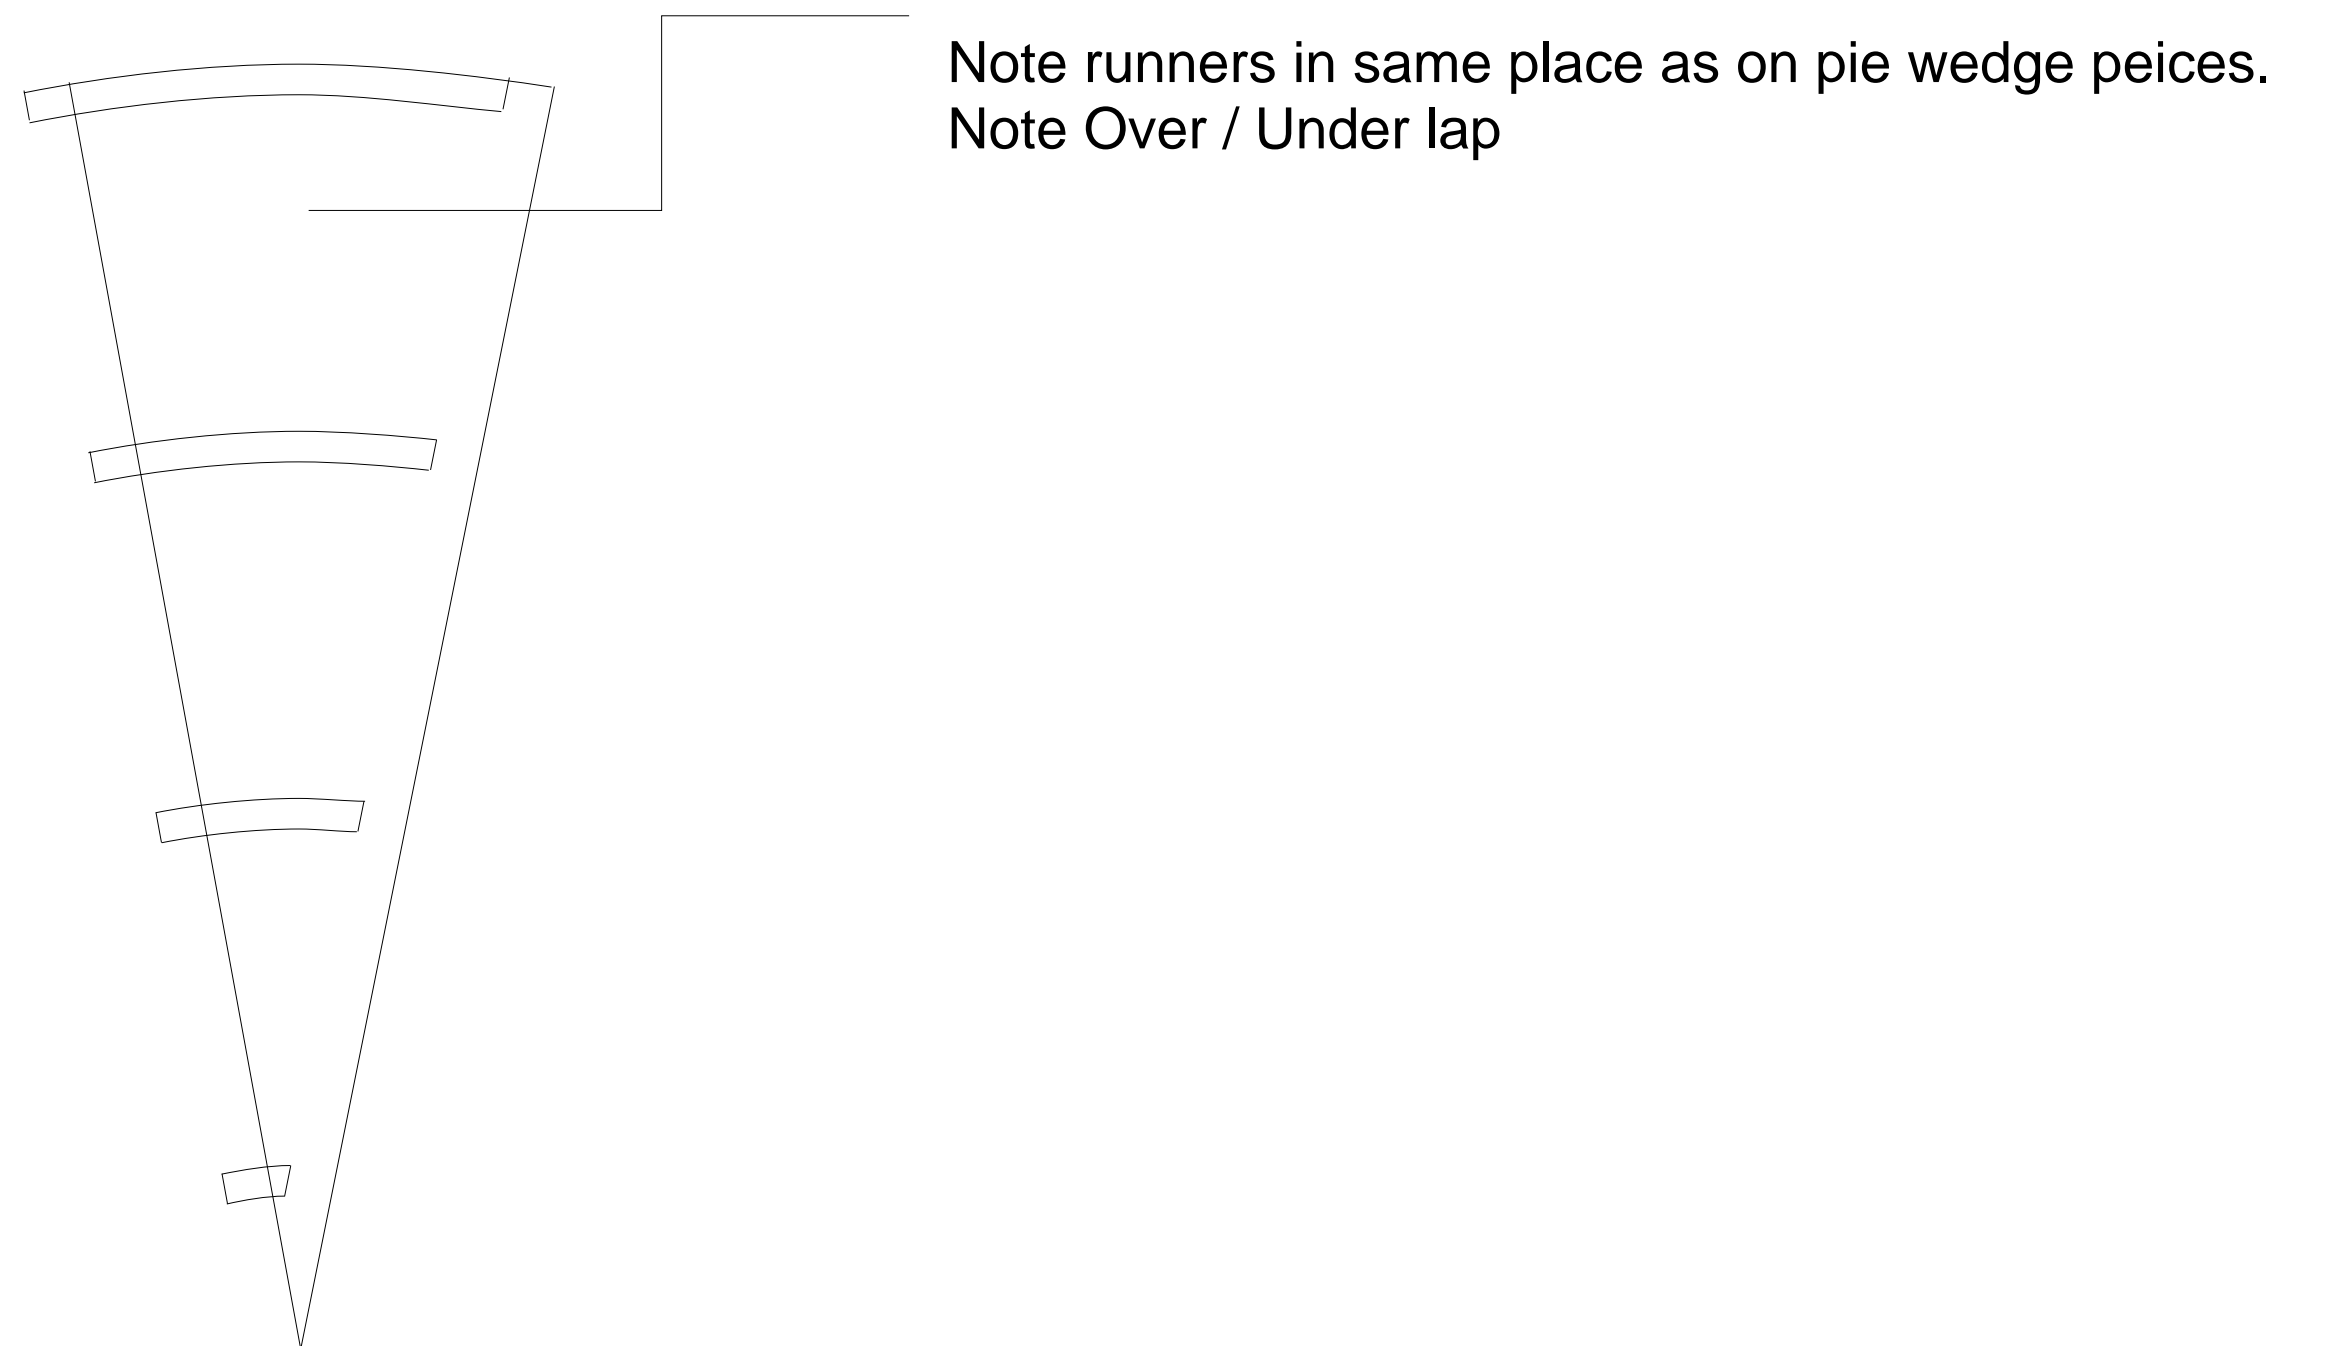 Note runners in same place as on pie wedge peices.
Note Over / Under lap